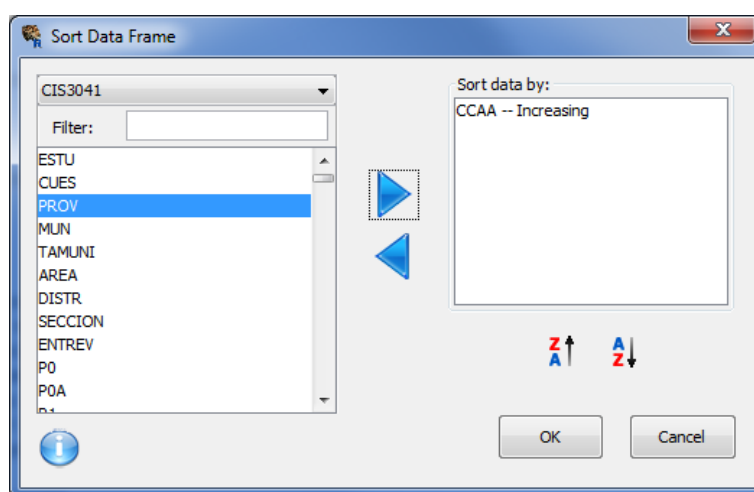 Sort Data Frame
CIS3041
Filter:
ESTU
CUES
PROV
MUN
TAMUNI
AREA
DISTR
SECCION
ENTREV
P0
P0A
Sort data by:
CCAA -- Increasing
Z
A
A
Z
OK
Cancel